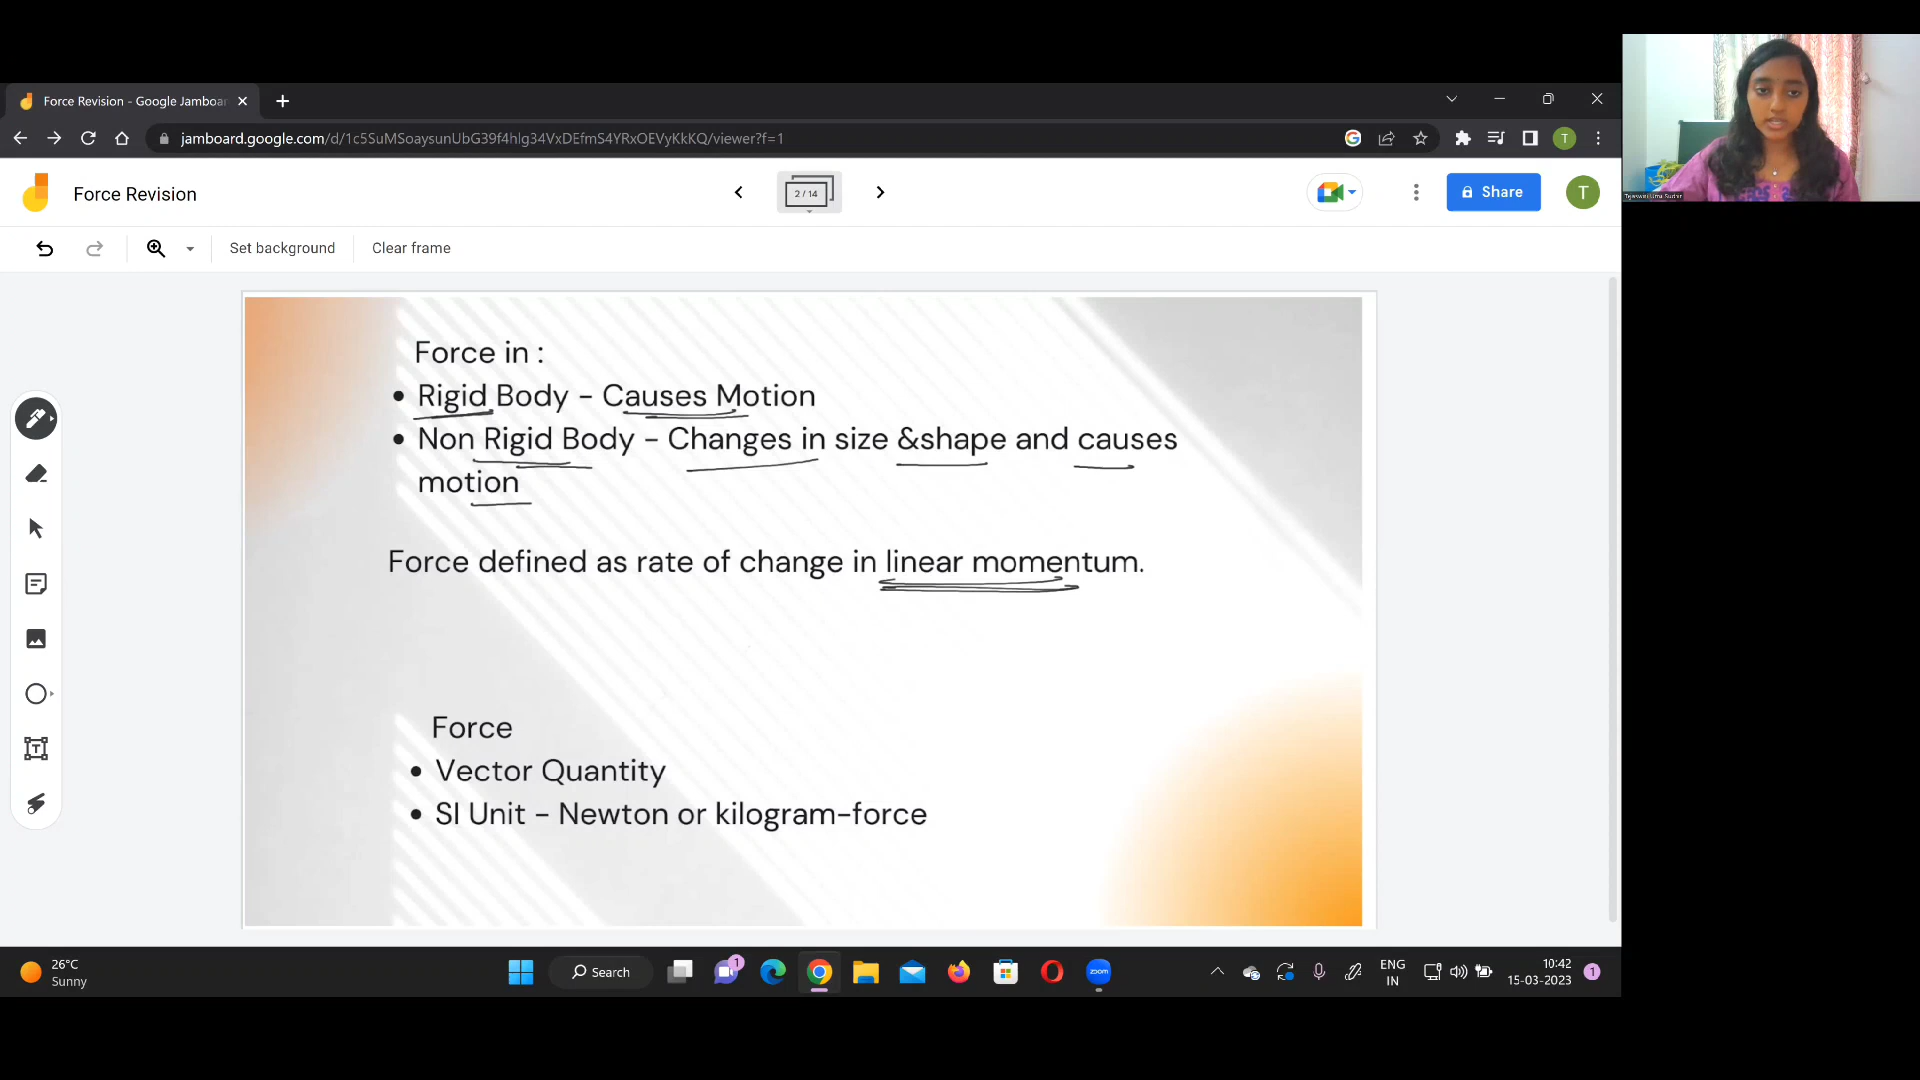 Force Revision - Google Jamboar
jamboard.google.com/d/1c5SuMSoaysunUbG39f4hlg34VxDEfmS4YRxOEVyKkKQ/viewer?f=1
T
Force Revision
2 / 14
Share
T
Set background
Clear frame
Force in :
• Rigid Body - Causes Motion
• Non Rigid Body - Changes in size &shape and causes
motion
Force defined as rate of change in linear momentum.
Force
• Vector Quantity
• SI Unit - Newton or kilogram-force
26°C
Sunny
Search
1
zoom
ENG
IN
10:42
15-03-2023
1